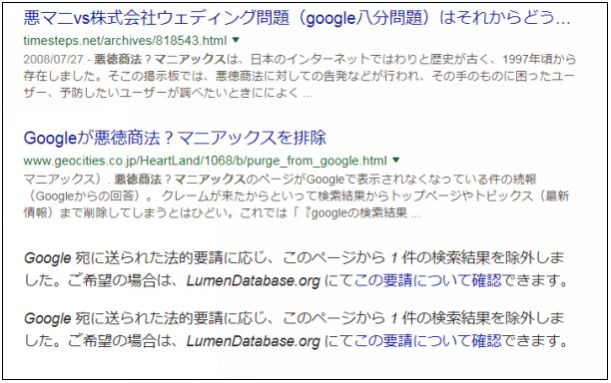 悪マニvs株式会社ウェディング問題（google八分問題）はそれからどう...
timesteps.net/archives/818543.html ▼
2008/07/27 - 悪徳商法？マニアックスは、日本のインターネットではわりと歴史が古く、1997年頃から
存在しました。そこの掲示板では、悪徳商法に対しての告発などが行われ、その手のものに困ったユー
ザー、予防したいユーザーが調べたいときにによく ...
Googleが悪徳商法？マニアックスを排除
www.geocities.co.jp/HeartLand/1068/b/purge_from_google.html ▼
マニアックス）. 悪徳商法？マニアックスのページがGoogleで表示されなくなっている件の続報
（Googleからの回答）。 クレームが来たからといって検索結果からトップページやトピックス（最新
情報）まで削除してしまうとはひどい。これでは「『googleの検索結果 ...
Google 宛に送られた法的要請に応じ、このページから 1 件の検索結果を除外しま
した。ご希望の場合は、LumenDatabase.org にてこの要請について確認できます。
Google 宛に送られた法的要請に応じ、このページから 1 件の検索結果を除外しま
した。ご希望の場合は、LumenDatabase.org にてこの要請について確認できます。